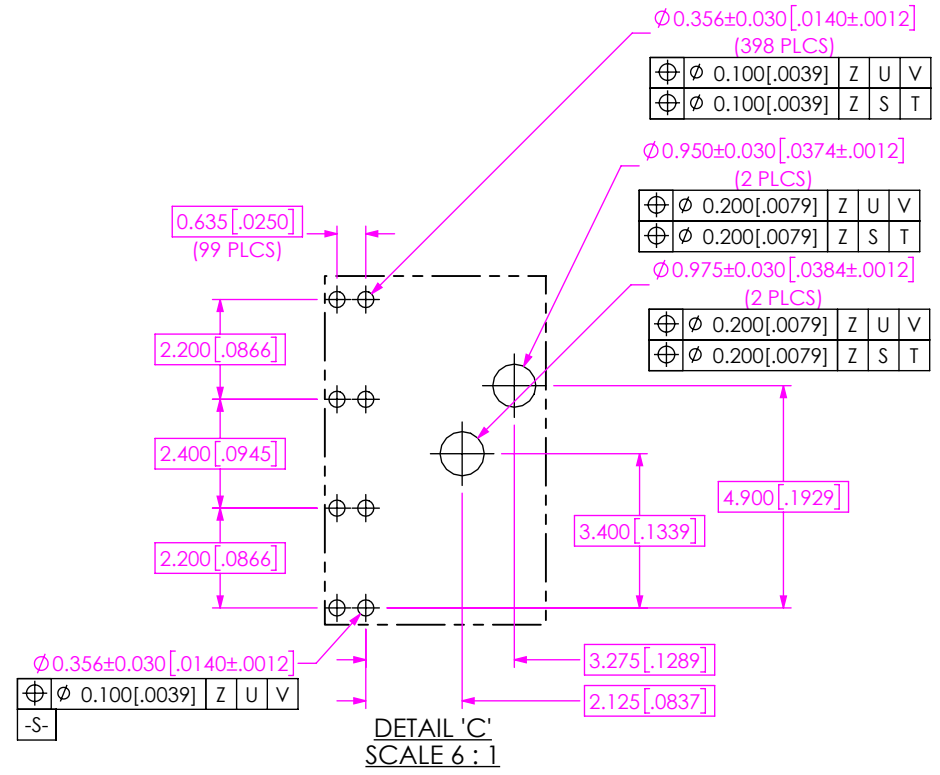 Ø0.356±0.030[.0140±.0012]
(398 PLCS)
⌖ Ø 0.100[.0039] Z U V
⌖ Ø 0.100[.0039] Z S T
Ø0.950±0.030[.0374±.0012]
(2 PLCS)
⌖ Ø 0.200[.0079] Z U V
⌖ Ø 0.200[.0079] Z S T
0.635[.0250]
(99 PLCS)
Ø0.975±0.030[.0384±.0012]
(2 PLCS)
⌖ Ø 0.200[.0079] Z U V
⌖ Ø 0.200[.0079] Z S T
2.200[.0866]
2.400[.0945]
4.900[.1929]
3.400[.1339]
2.200[.0866]
Ø0.356±0.030[.0140±.0012]
⌖ Ø 0.100[.0039] Z U V
-S-
3.275[.1289]
2.125[.0837]
DETAIL 'C'
SCALE 6 : 1